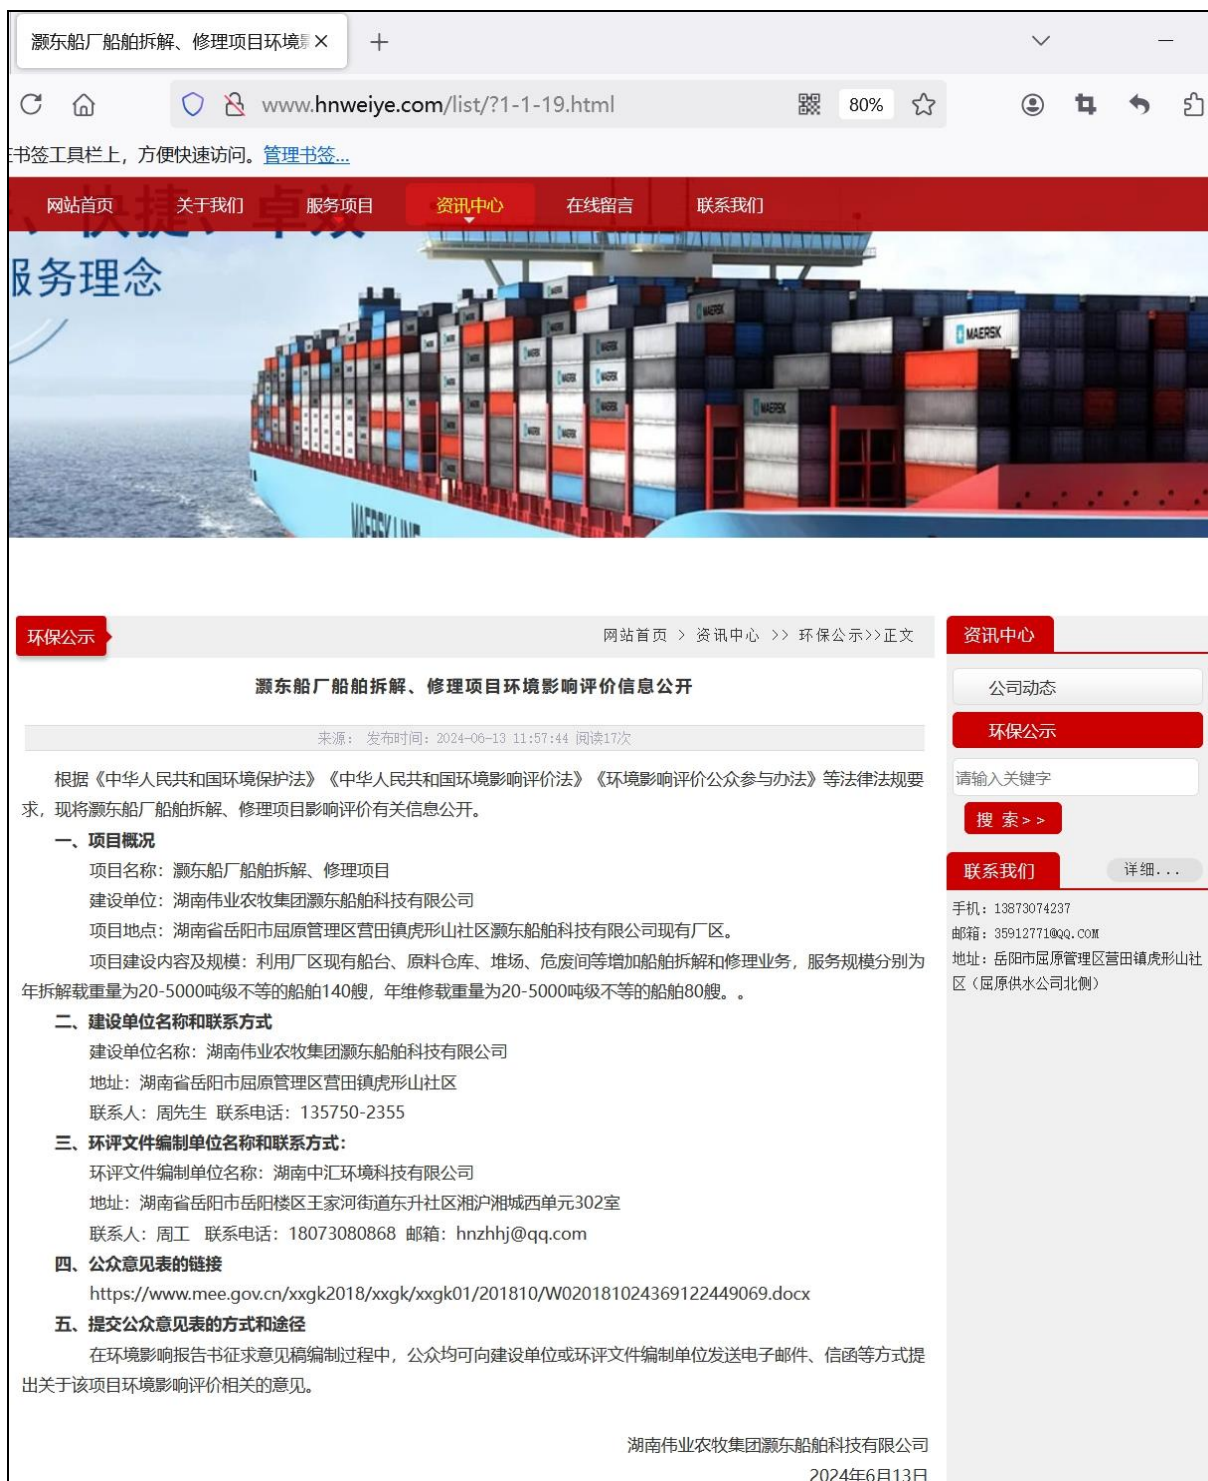 灏东船厂船舶拆解、修理项目环境
www.hnweiye.com/list/?1-1-19.html
80%
书签工具栏上，方便快速访问。管理书签...
网站首页 关于我们 服务项目 资讯中心 在线留言 联系我们
快捷、卓效
服务理念
MAERSK
MAERSK
MAERSK
MAERSK LINE
环保公示
网站首页 > 资讯中心 >> 环保公示>>正文
灏东船厂船舶拆解、修理项目环境影响评价信息公开
来源： 发布时间：2024-06-13 11:57:44 阅读17次
根据《中华人民共和国环境保护法》《中华人民共和国环境影响评价法》《环境影响评价公众参与办法》等法律法规要
求，现将灏东船厂船舶拆解、修理项目影响评价有关信息公开。
一、项目概况
项目名称：灏东船厂船舶拆解、修理项目
建设单位：湖南伟业农牧集团灏东船舶科技有限公司
项目地点：湖南省岳阳市屈原管理区营田镇虎形山社区灏东船舶科技有限公司现有厂区。
项目建设内容及规模：利用厂区现有船台、原料仓库、堆场、危废间等增加船舶拆解和修理业务，服务规模分别为
年拆解载重量为20-5000吨级不等的船舶140艘，年维修载重量为20-5000吨级不等的船舶80艘。。
二、建设单位名称和联系方式
建设单位名称：湖南伟业农牧集团灏东船舶科技有限公司
地址：湖南省岳阳市屈原管理区营田镇虎形山社区
联系人：周先生 联系电话：135750-2355
三、环评文件编制单位名称和联系方式：
环评文件编制单位名称：湖南中汇环境科技有限公司
地址：湖南省岳阳市岳阳楼区王家河街道东升社区湘沪湘城西单元302室
联系人：周工 联系电话：18073080868 邮箱：hnzhhj@qq.com
四、公众意见表的链接
https://www.mee.gov.cn/xxgk2018/xxgk/xxgk01/201810/W020181024369122449069.docx
五、提交公众意见表的方式和途径
在环境影响报告书征求意见稿编制过程中，公众均可向建设单位或环评文件编制单位发送电子邮件、信函等方式提
出关于该项目环境影响评价相关的意见。
湖南伟业农牧集团灏东船舶科技有限公司
2024年6月13日
资讯中心
公司动态
环保公示
请输入关键字
搜 索>>
联系我们
详细...
手机：13873074237
邮箱：35912771@QQ.COM
地址：岳阳市屈原管理区营田镇虎形山社
区（屈原供水公司北侧）